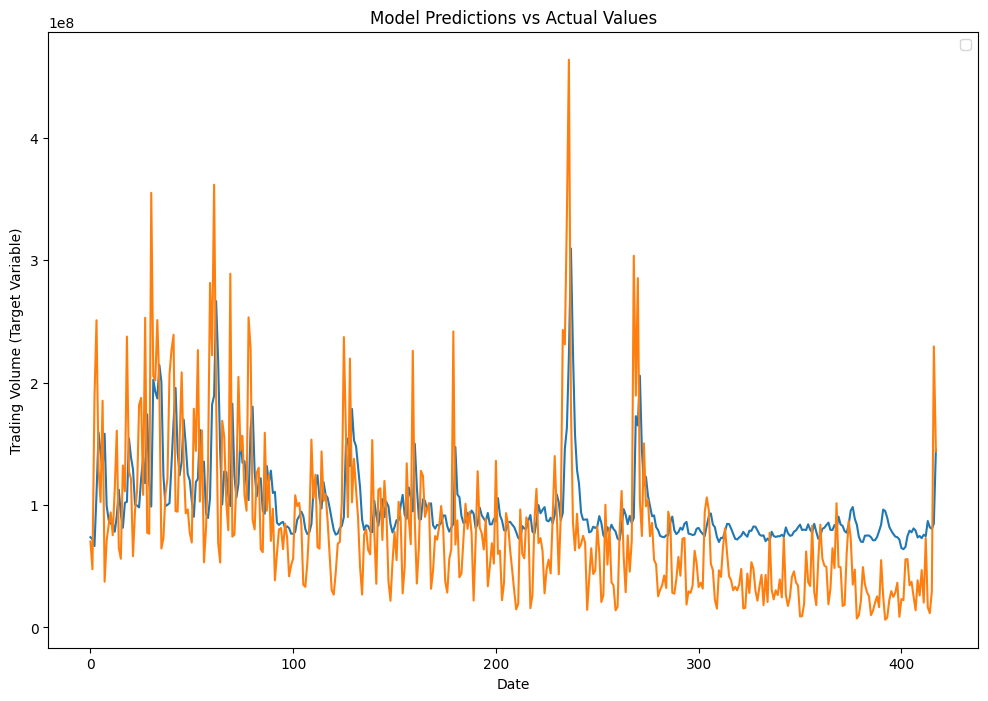 Model Predictions vs Actual Values
1e8
4
3
2
1
0
Trading Volume (Target Variable)
0 100 200 300 400
Date